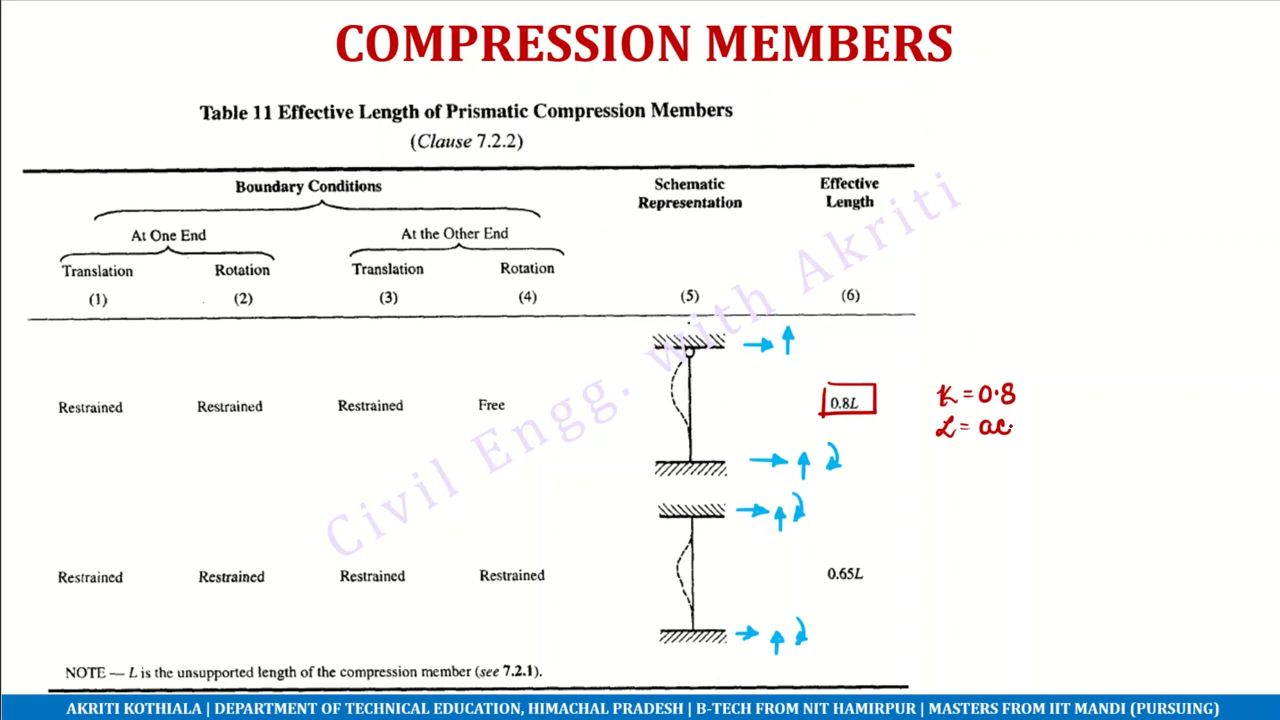 COMPRESSION MEMBERS
Table 11 Effective Length of Prismatic Compression Members
(Clause 7.2.2)
Boundary Conditions Schematic Representation Effective Length
At One End At the Other End
Translation Rotation Translation Rotation
(1) (2) (3) (4) (5) (6)
Restrained Restrained Restrained Free 0.8L
K = 0.8
L = ac
Restrained Restrained Restrained Restrained 0.65L
NOTE — L is the unsupported length of the compression member (see 7.2.1).
Civil Engg. with Akriti
AKRITI KOTHIALA | DEPARTMENT OF TECHNICAL EDUCATION, HIMACHAL PRADESH | B-TECH FROM NIT HAMIRPUR | MASTERS FROM IIT MANDI (PURSUING)